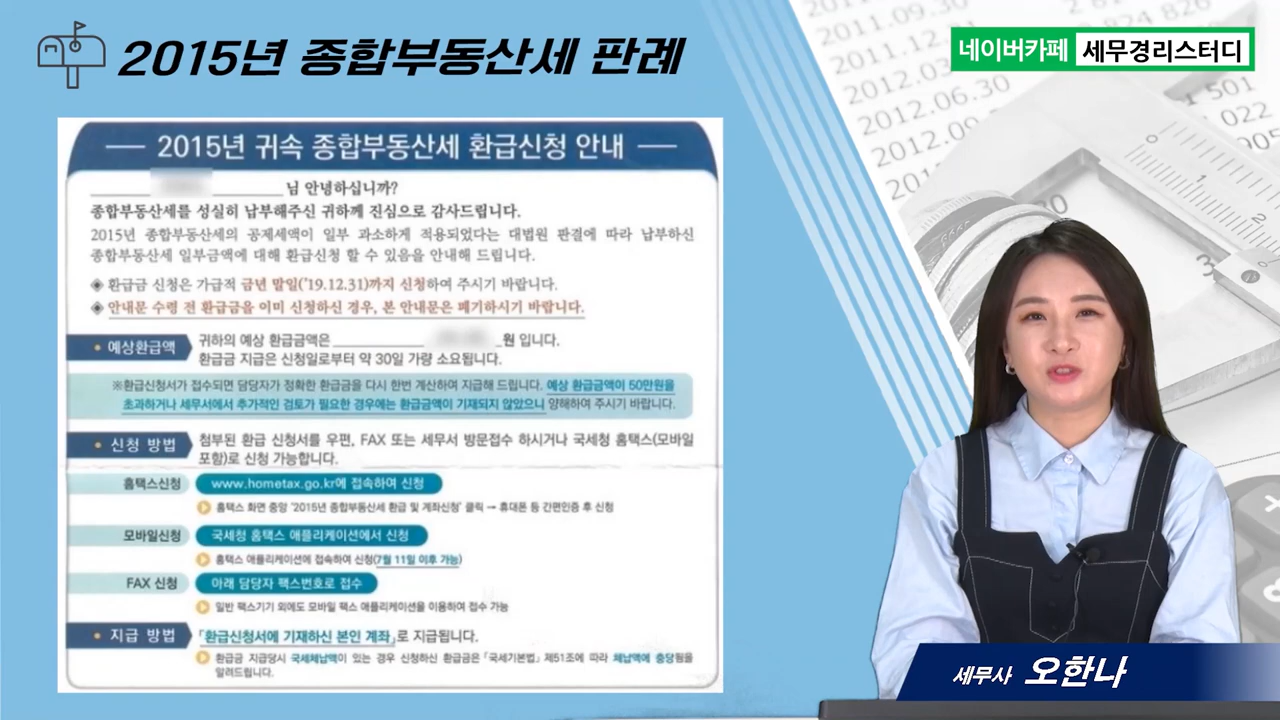 2015년 종합부동산세 판례
네이버카페 세무경리스터디
2015년 귀속 종합부동산세 환급신청 안내
님 안녕하십니까?
종합부동산세를 성실히 납부해주신 귀하께 진심으로 감사드립니다.
2015년 종합부동산세의 공제세액이 일부 과소하게 적용되었다는 대법원 판결에 따라 납부하신
종합부동산세 일부금액에 대해 환급신청 할 수 있음을 안내해 드립니다.
◈ 환급금 신청은 가급적 금년 말일('19.12.31)까지 신청하여 주시기 바랍니다.
◈ 안내문 수령 전 환급금을 이미 신청하신 경우, 본 안내문은 폐기하시기 바랍니다.
• 예상환급액
귀하의 예상 환급금액은 원 입니다.
환급금 지급은 신청일로부터 약 30일 가량 소요됩니다.
※환급신청서가 접수되면 담당자가 정확한 환급금을 다시 한번 계산하여 지급해 드립니다. 예상 환급금액이 50만원을
초과하거나 세무서에서 추가적인 검토가 필요한 경우에는 환급금액이 기재되지 않았으니 양해하여 주시기 바랍니다.
• 신청 방법
첨부된 환급 신청서를 우편, FAX 또는 세무서 방문접수 하시거나 국세청 홈택스(모바일
포함)로 신청 가능합니다.
홈택스신청 www.hometax.go.kr에 접속하여 신청
홈택스 화면 중앙 '2015년 종합부동산세 환급 및 계좌신청' 클릭 → 휴대폰 등 간편인증 후 신청
모바일신청 국세청 홈택스 애플리케이션에서 신청
홈택스 애플리케이션에 접속하여 신청(7월 11일 이후 가능)
FAX 신청 아래 담당자 팩스번호로 접수
일반 팩스기기 외에도 모바일 팩스 애플리케이션을 이용하여 접수 가능
• 지급 방법 「환급신청서에 기재하신 본인 계좌」로 지급됩니다.
환급금 지급당시 국세체납액이 있는 경우 신청하신 환급금은 「국세기본법」 제51조에 따라 체납액에 충당됨을
알려드립니다.
2011.09.30
2011.12
2012.03
2012.06.30
2012.09
824 826
1 501
022
0
1
2
3
30
세무사 오한나